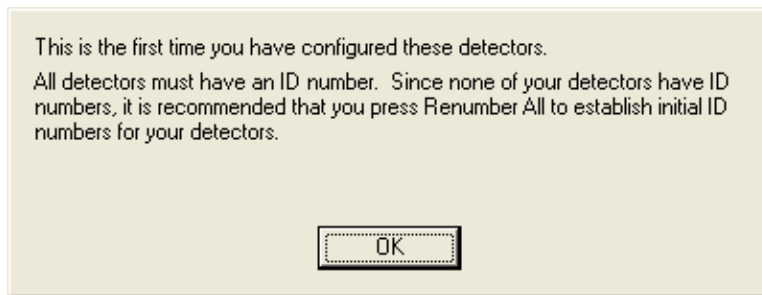 This is the first time you have configured these detectors.
All detectors must have an ID number.  Since none of your detectors have ID
numbers, it is recommended that you press Renumber All to establish initial ID
numbers for your detectors.
OK